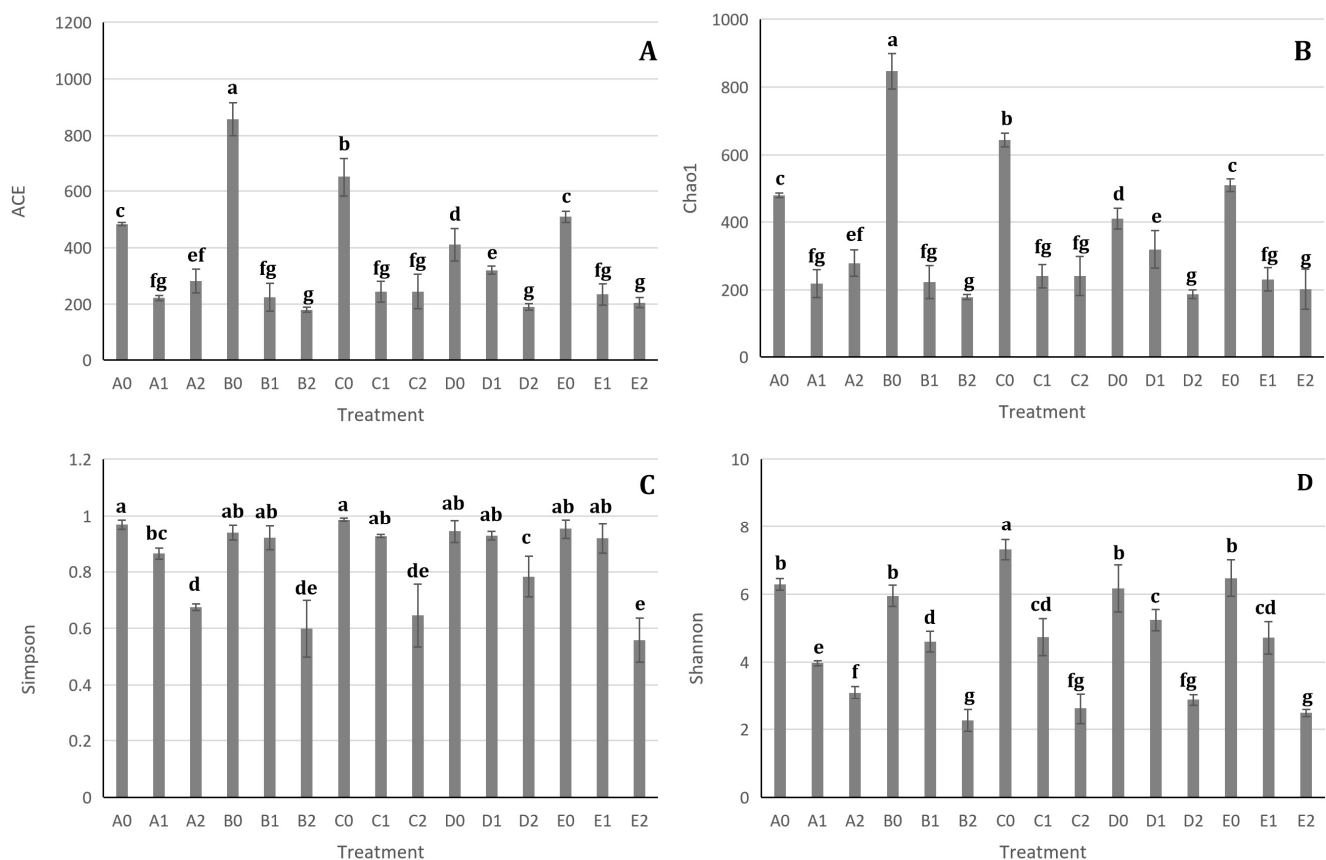 A
1200
1000
800
600
400
200
0
ACE
c fg ef a fg g b fg fg d e g c fg g
A0 A1 A2 B0 B1 B2 C0 C1 C2 D0 D1 D2 E0 E1 E2
Treatment
B
1000
800
600
400
200
0
Chao1
c fg ef a fg g b fg fg d e g c fg g
A0 A1 A2 B0 B1 B2 C0 C1 C2 D0 D1 D2 E0 E1 E2
Treatment
C
1.2
1
0.8
0.6
0.4
0.2
0
Simpson
a bc d ab ab de a ab de ab ab c ab ab e
A0 A1 A2 B0 B1 B2 C0 C1 C2 D0 D1 D2 E0 E1 E2
Treatment
D
10
8
6
4
2
0
Shannon
b e f b d g a cd fg b c fg b cd g
A0 A1 A2 B0 B1 B2 C0 C1 C2 D0 D1 D2 E0 E1 E2
Treatment